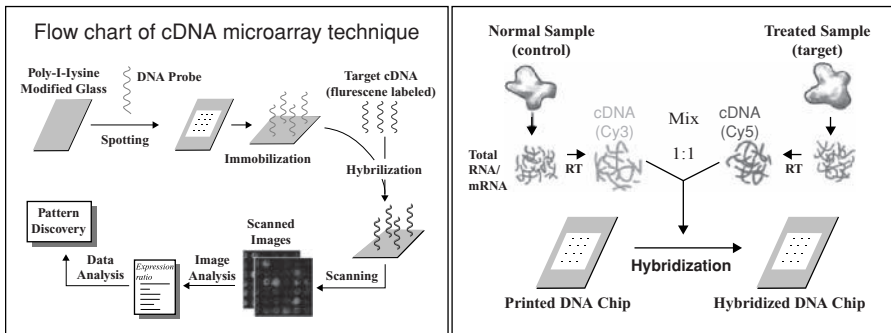 Flow chart of cDNA microarray technique
Poly-I-Iysine
Modified Glass
DNA Probe
Target cDNA
(flurescene labeled)
Spotting
Immobilization
Hybrilization
Pattern
Discovery
Scanned
Images
Data
Analysis
Expression
ratio
Image
Analysis
Scanning
Normal Sample
(control)
Treated Sample
(target)
cDNA
(Cy3)
Mix
1:1
cDNA
(Cy5)
Total
RNA/
mRNA
RT
RT
Hybridization
Printed DNA Chip
Hybridized DNA Chip